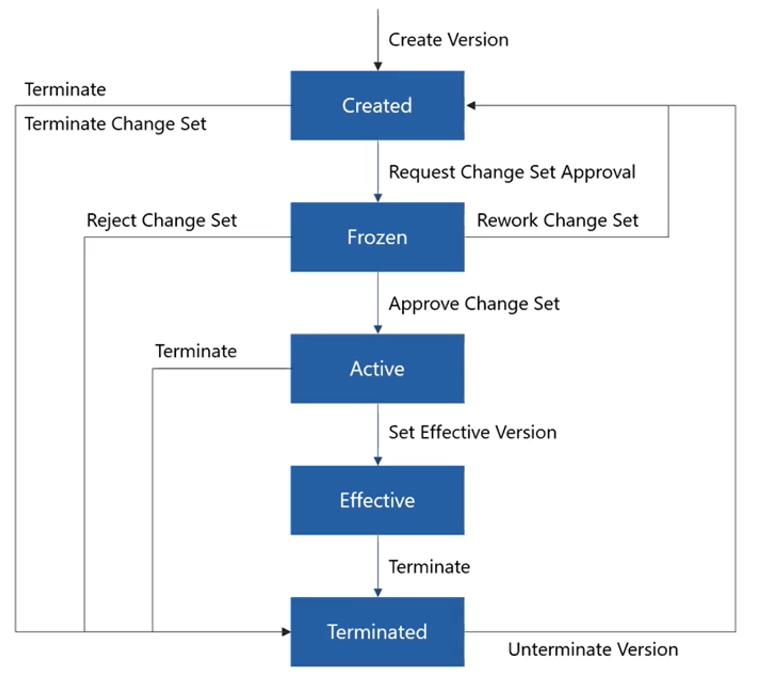 Create Version
Terminate
Created
Terminate Change Set
Request Change Set Approval
Reject Change Set
Frozen
Rework Change Set
Approve Change Set
Terminate
Active
Set Effective Version
Effective
Terminate
Terminated
Unterminate Version